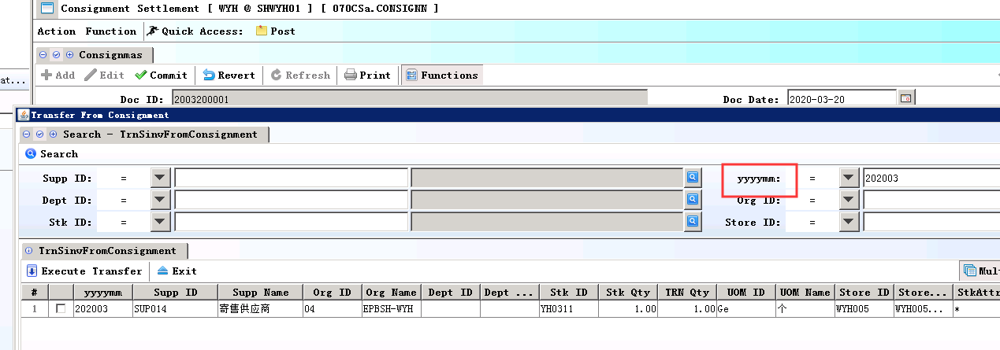 Consignment Settlement [ WYH @ SHWYH01 ] [ 070CSa.CONSIGNN ]
Action Function Quick Access: Post
at...
Consignmas
Add Edit Commit Revert Refresh Print Functions
Doc ID: 2003200001 Doc Date: 2020-03-20
Transfer From Consignment
Search - TrnSinvFromConsignment
Search
Supp ID: = yyyymm: = 202003
Dept ID: = Org ID: =
Stk ID: = Store ID: =
TrnSinvFromConsignment
Execute Transfer Exit Mul
# yyyymm Supp ID Supp Name Org ID Org Name Dept ID Dept ... Stk ID Stk Qty TRN Qty UOM ID UOM Name Store ID Store... StkAttr
1 202003 SUP014 寄售供应商 04 EPBSH-WYH YH0311 1.00 1.00 Ge 个 WYH005 WYH005... *